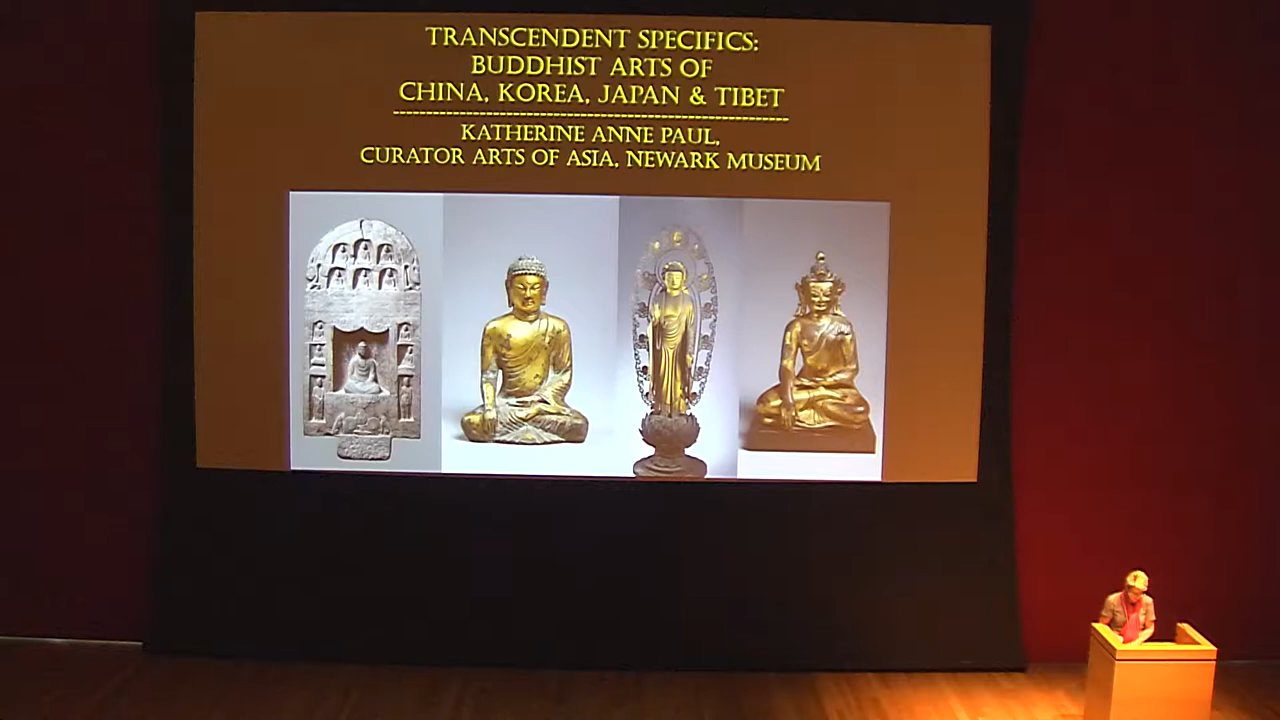 TRANSCENDENT SPECIFICS:
BUDDHIST ARTS OF
CHINA, KOREA, JAPAN & TIBET
KATHERINE ANNE PAUL,
CURATOR ARTS OF ASIA, NEWARK MUSEUM